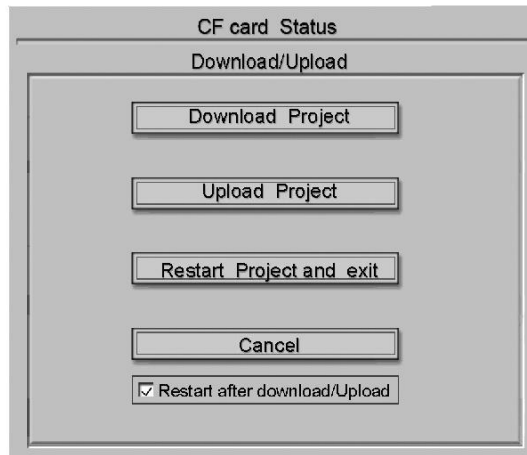 CF card Status
Download/Upload
Download Project
Upload Project
Restart Project and exit
Cancel
Restart after download/Upload